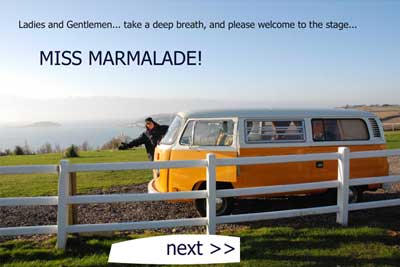 Ladies and Gentlemen... take a deep breath, and please welcome to the stage...
MISS MARMALADE!
next >>